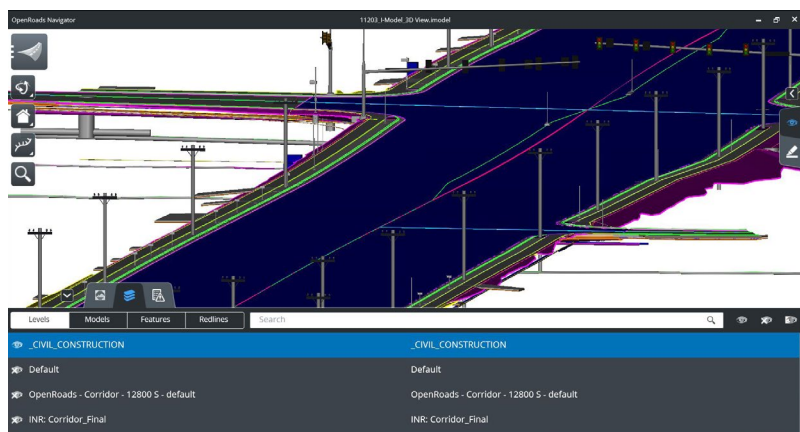 OpenRoads Navigator
11203_I-Model_3D View.imodel
Levels
Models
Features
Redlines
Search
_CIVIL_CONSTRUCTION
_CIVIL_CONSTRUCTION
Default
Default
OpenRoads - Corridor - 12800 S - default
OpenRoads - Corridor - 12800 S - default
INR: Corridor_Final
INR: Corridor_Final